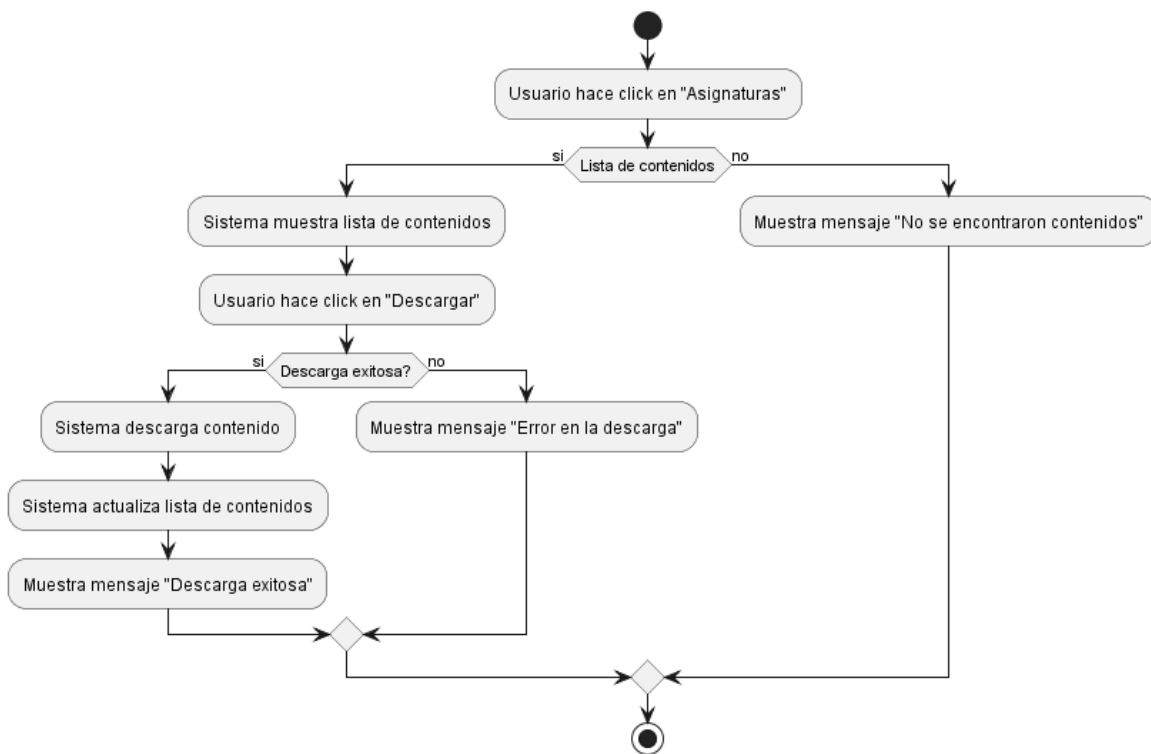 Usuario hace click en "Asignaturas"
si
Lista de contenidos
no
Sistema muestra lista de contenidos
Muestra mensaje "No se encontraron contenidos"
Usuario hace click en "Descargar"
si
Descarga exitosa?
no
Sistema descarga contenido
Muestra mensaje "Error en la descarga"
Sistema actualiza lista de contenidos
Muestra mensaje "Descarga exitosa"